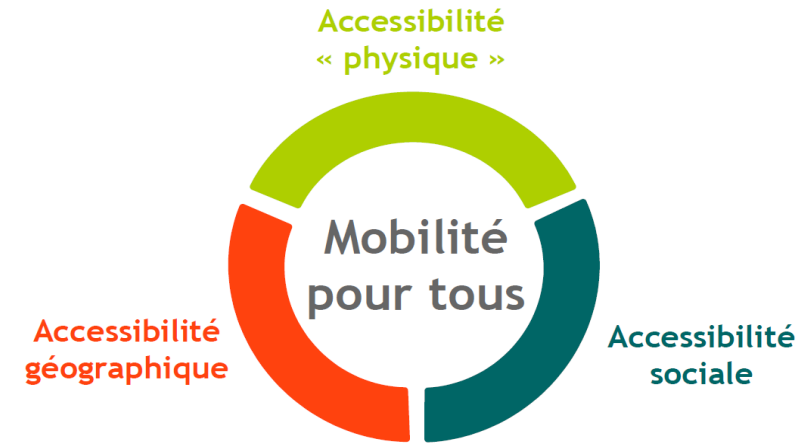 Accessibilité
« physique »
Mobilité
pour tous
Accessibilité
géographique
Accessibilité
sociale